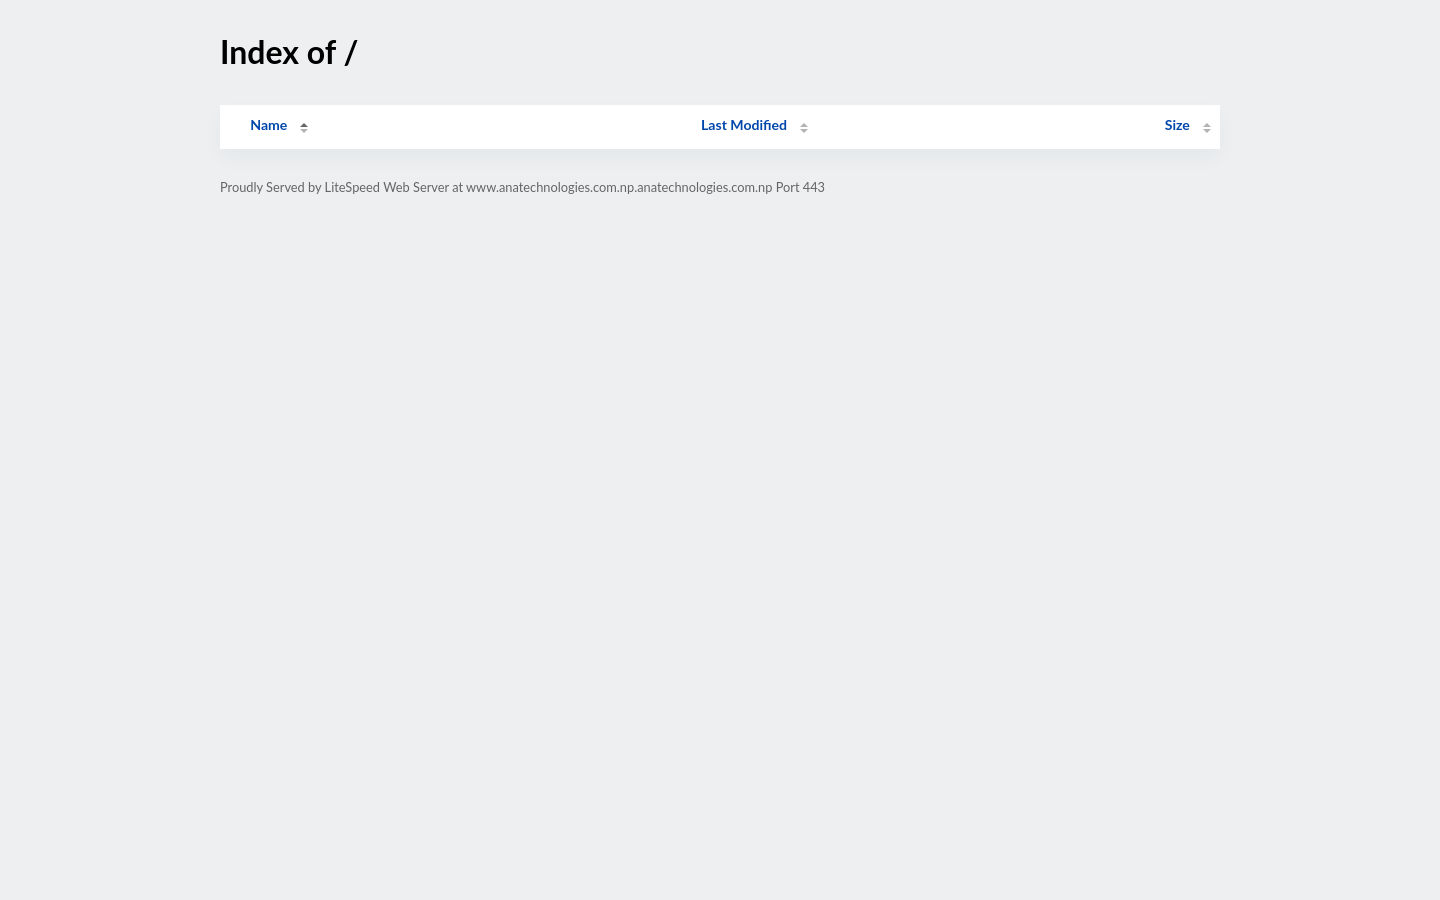 Index of /
Name Last Modified Size
Proudly Served by LiteSpeed Web Server at www.anatechnologies.com.np.anatechnologies.com.np Port 443